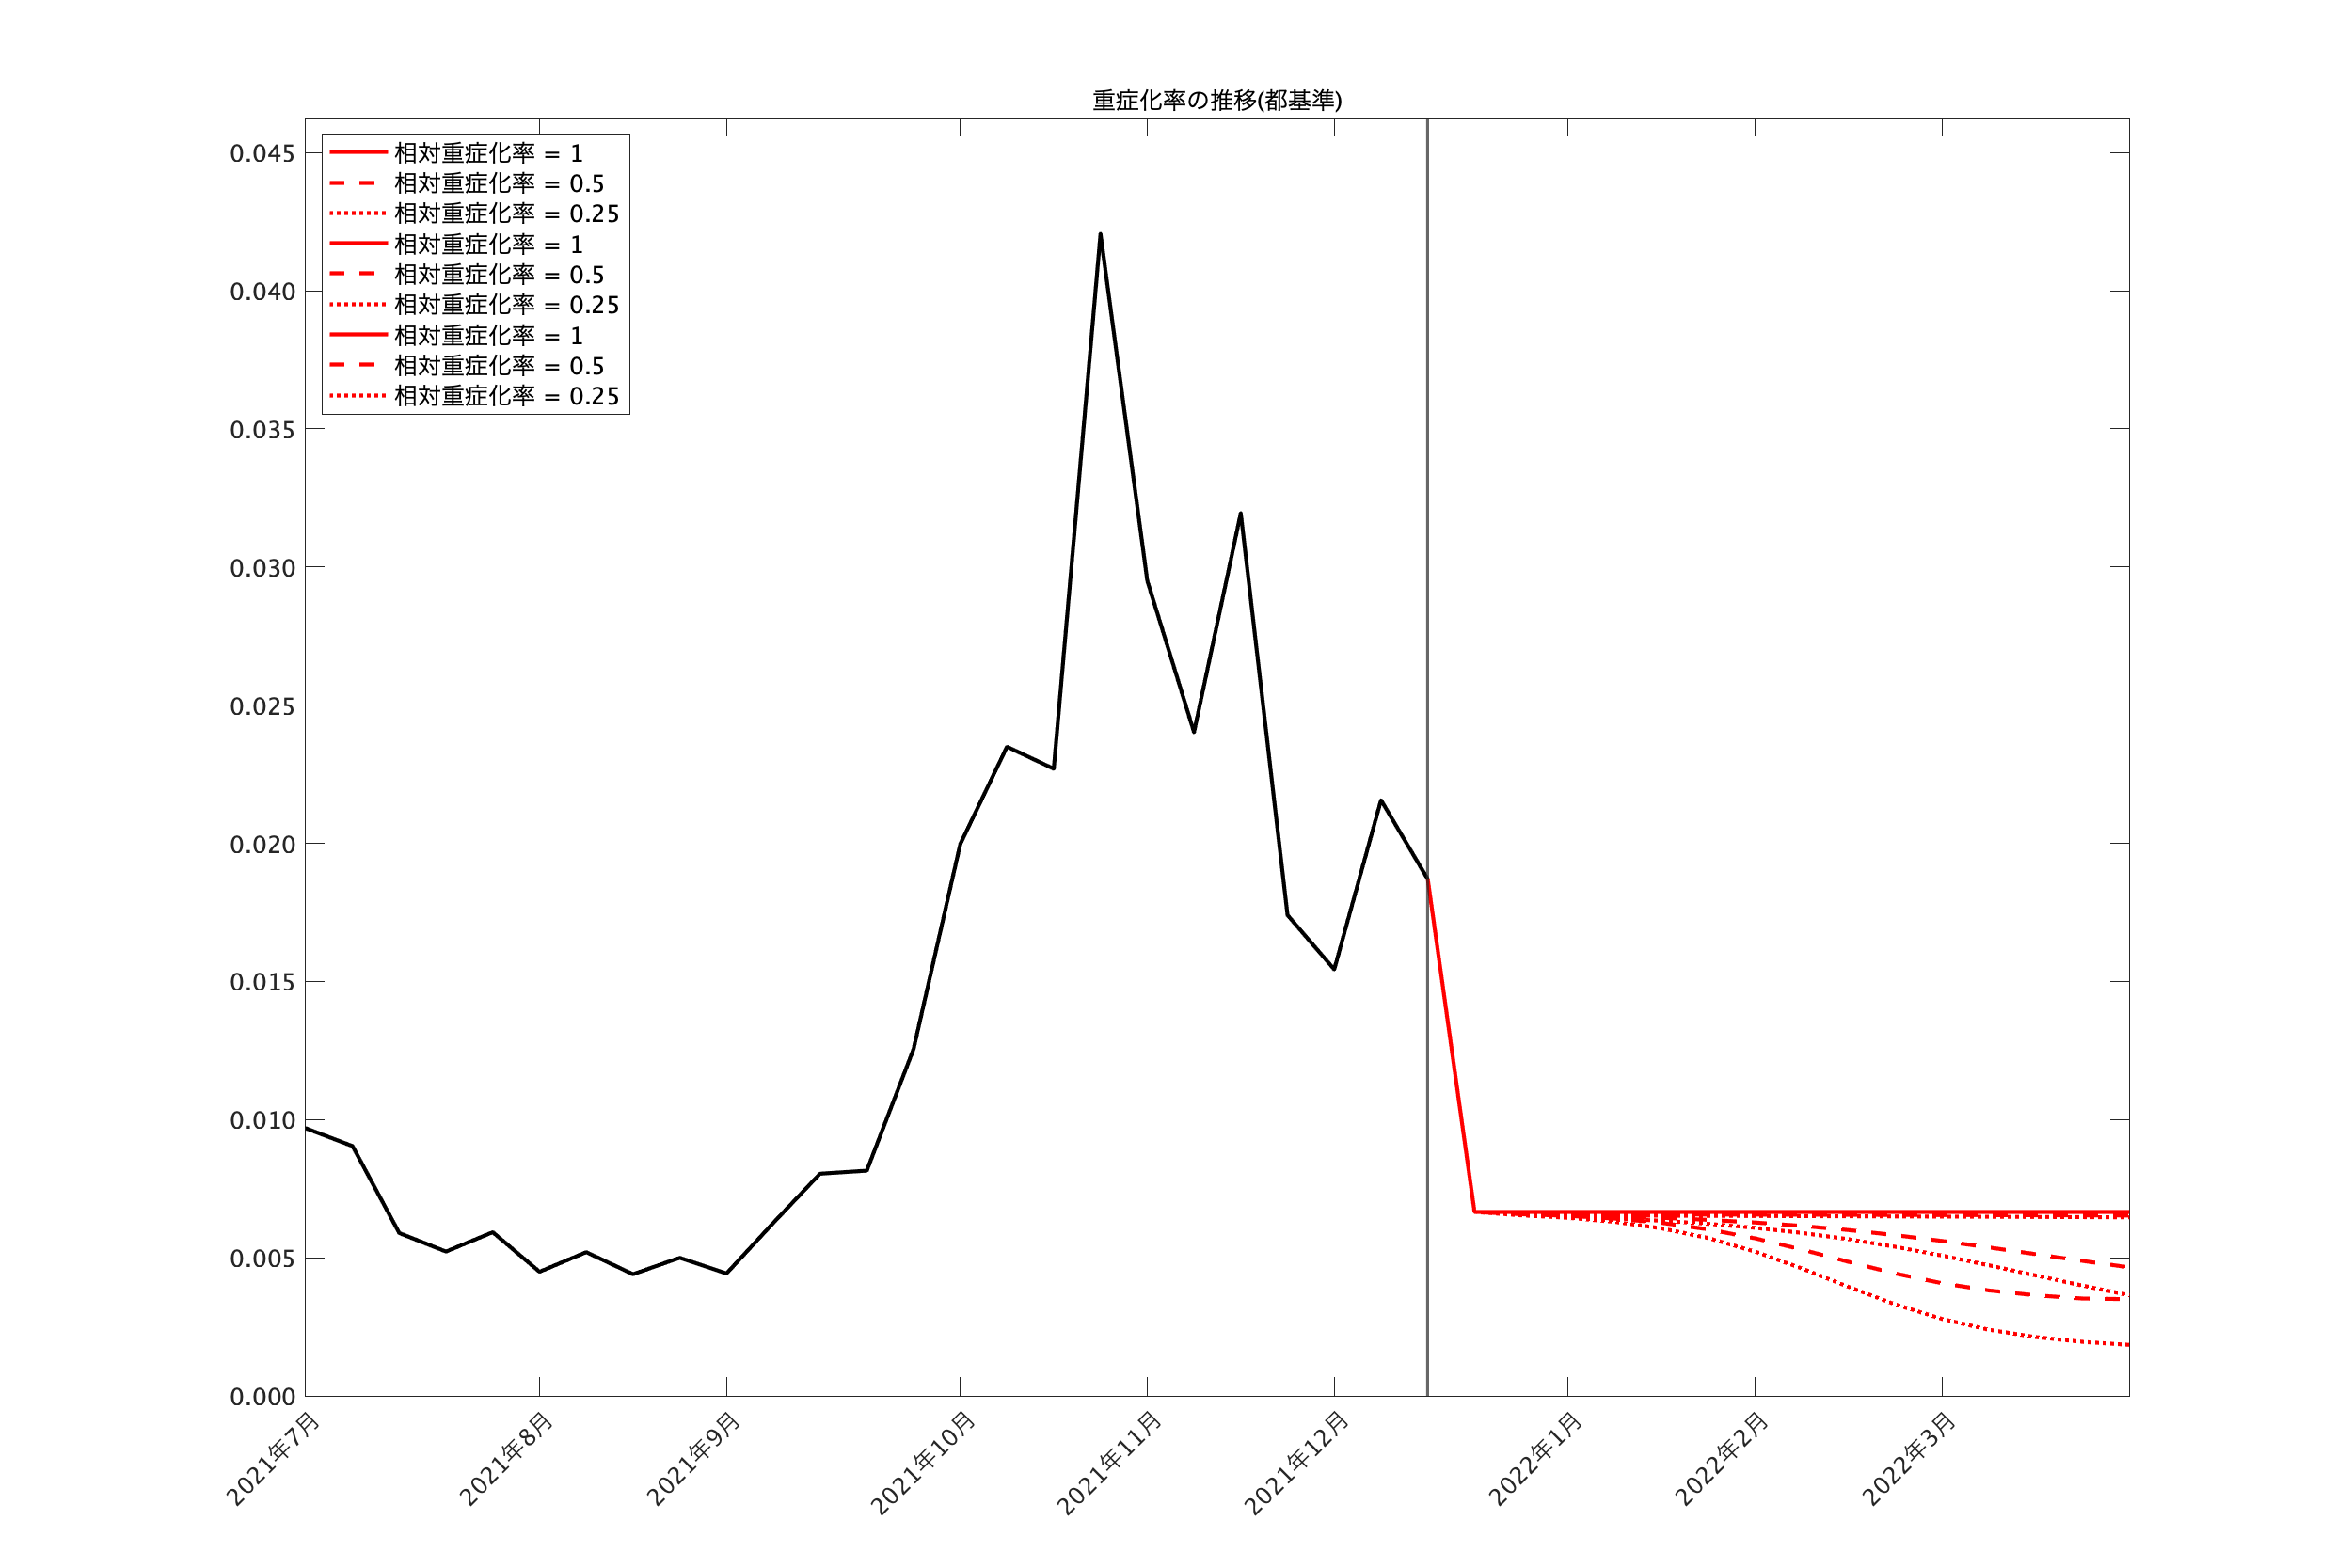 重症化率の推移(都基準)
相対重症化率 = 1
相対重症化率 = 0.5
相対重症化率 = 0.25
相対重症化率 = 1
相対重症化率 = 0.5
相対重症化率 = 0.25
相対重症化率 = 1
相対重症化率 = 0.5
相対重症化率 = 0.25
0.045
0.040
0.035
0.030
0.025
0.020
0.015
0.010
0.005
0.000
2021年7月
2021年8月
2021年9月
2021年10月
2021年11月
2021年12月
2022年1月
2022年2月
2022年3月